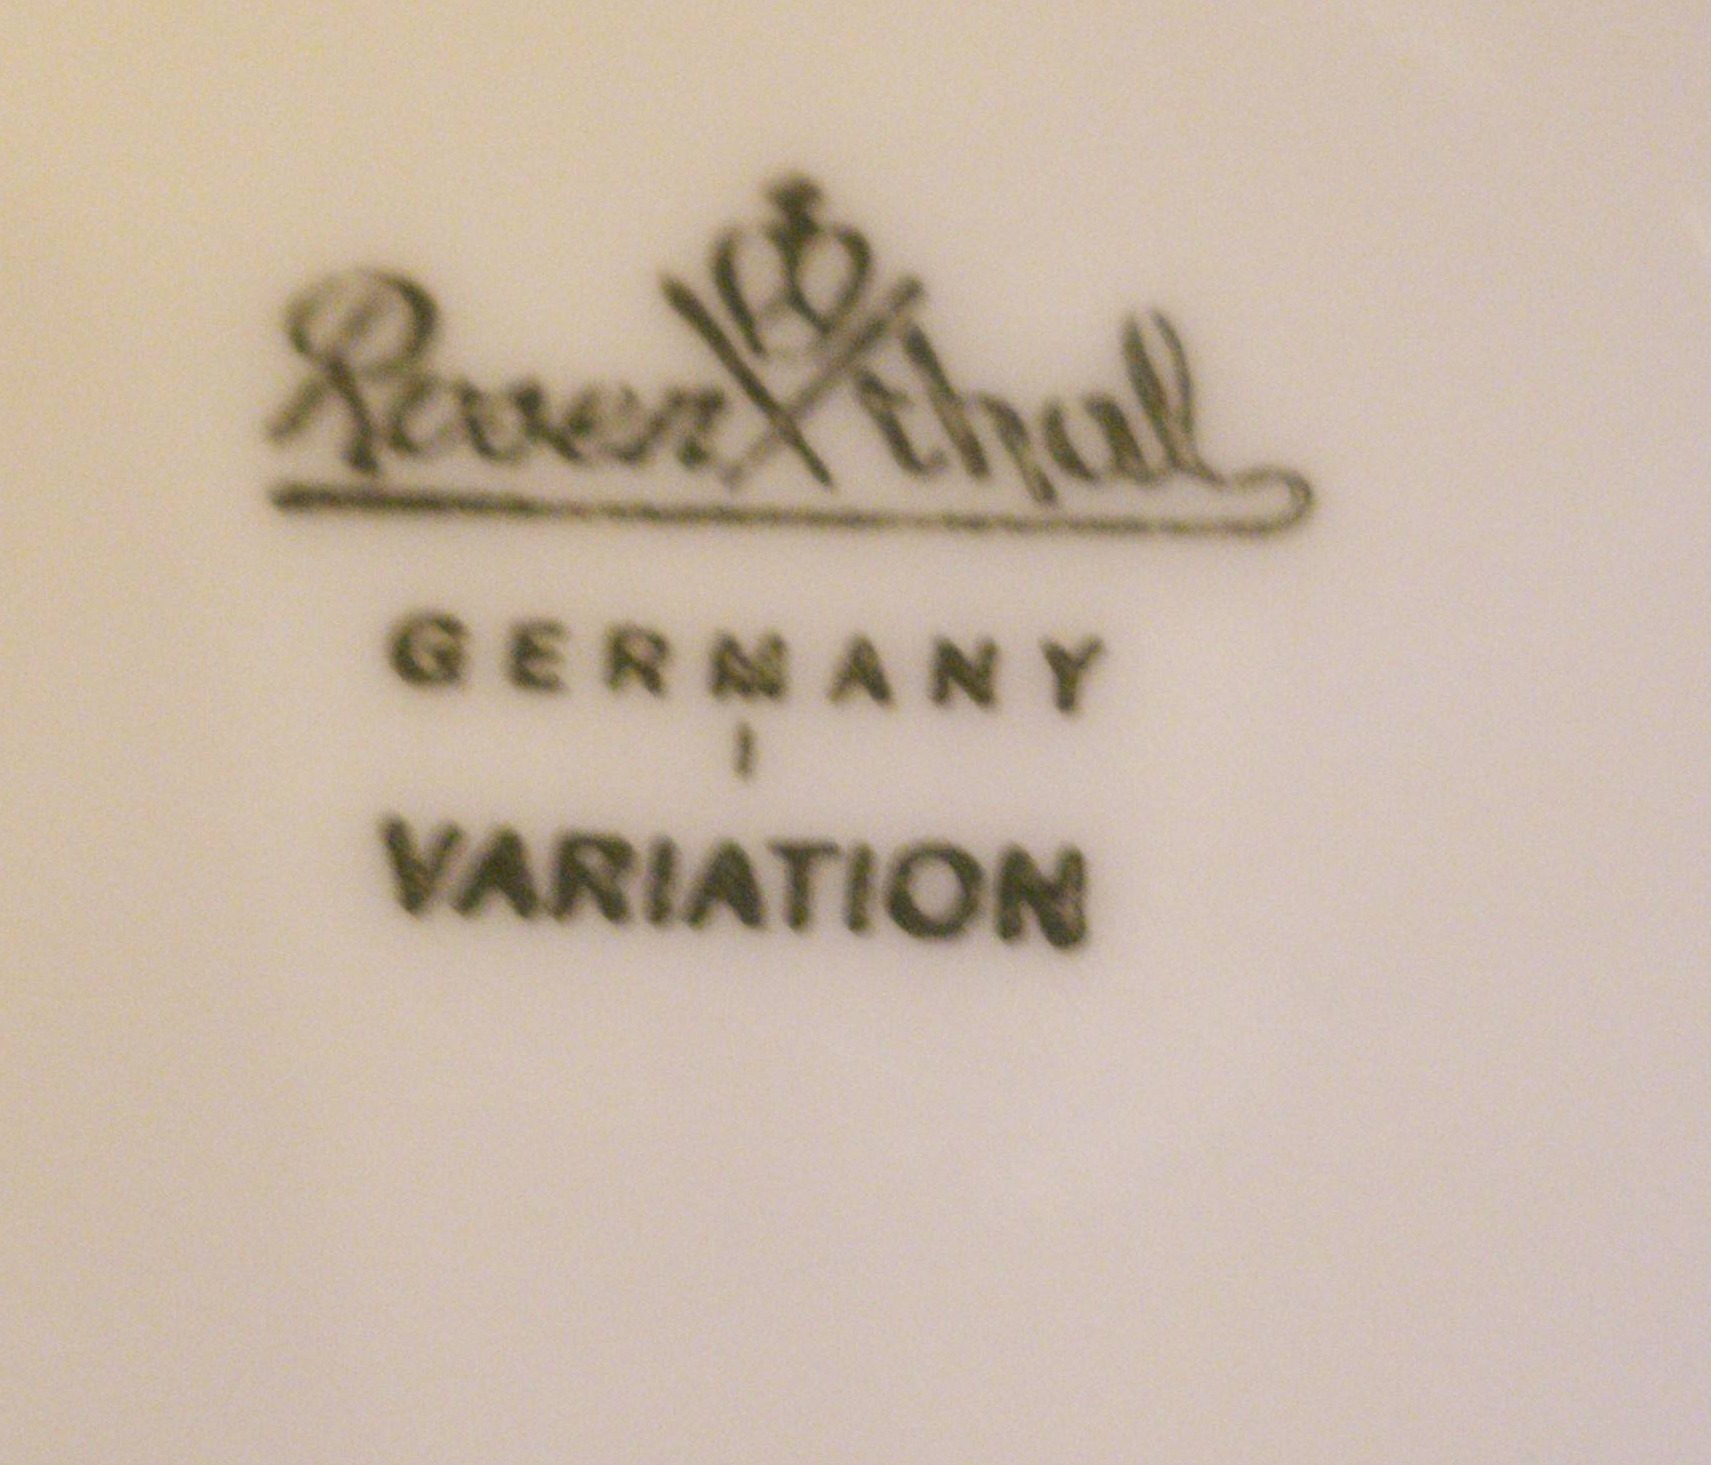 Rosenthal
GERMANY
I
VARIATION